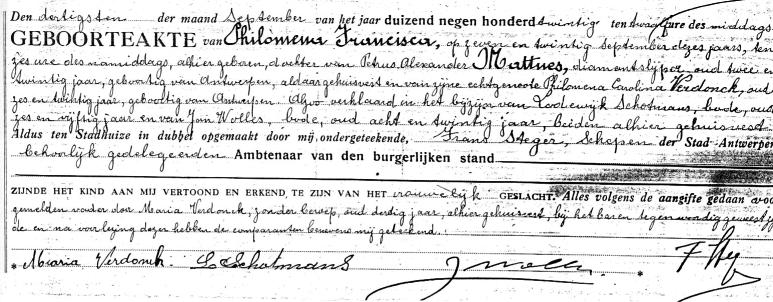 Den dertigsten der maand September van het jaar duizend negen honderd twintig ten twaalf ure des middags
GEBOORTEAKTE van Philomena Francisca, op zeven en twintig september dezes jaars, ten
zes ure des namiddags, alhier geboren, dochter van Petrus Alexander Mattnes, diamantslijper, oud twee en
twintig jaar, geboortig van Antwerpen, aldaar gehuisvest en van zijne echtgenoote Philomena Carolina Verdonck, oud
zes en twintig jaar, geboortig van Antwerpen. Alzoo verklaard in het bijzijn van Lodewijk Schotmans, bode, oud
zes en vijftig jaar en van Jan Wolles, bode, oud acht en twintig jaar, beiden alhier gehuisvest
Aldus ten Stadhuize in dubbel opgemaakt door mij, ondergeteekende, Frans Steger, Schepen der Stad Antwerpen
behoorlijk gedelegeerden Ambtenaar van den burgerlijken stand
ZIJNDE HET KIND AAN MIJ VERTOOND EN ERKEND, TE ZIJN VAN HET vrouwelijk GESLACHT. Alles volgens de aangifte gedaan
gemelden vader door Maria Verdonck, zonder beroep, oud dertig jaar, alhier gehuisvest, bij het baren tegenwoordig geweest
de en na voorlezing dezer hebben de comparanten benevens mij geteekend.
Maria Verdonck. L. Schotmans J Wolles F Steg